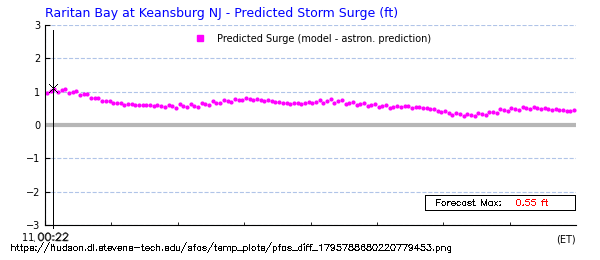 Raritan Bay at Keansburg NJ - Predicted Storm Surge (ft)
3
Predicted Surge (model - astron. prediction)
2
1
0
−1
−2
Forecast Max: 0.55 ft
−3
11 00:22
(ET)
https://hudson.dl.stevens-tech.edu/sfas/temp_plots/pfas_diff_1795788680220779453.png